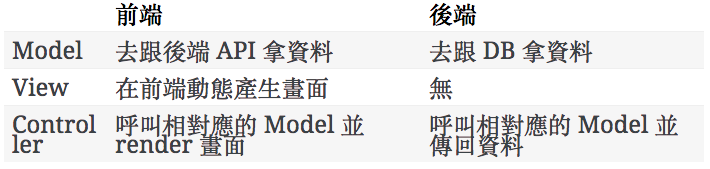 前端 後端
Model 去跟後端 API 拿資料 去跟 DB 拿資料
View 在前端動態產生畫面 無
Control 呼叫相對應的 Model 並 呼叫相對應的 Model 並
ler render 畫面 傳回資料